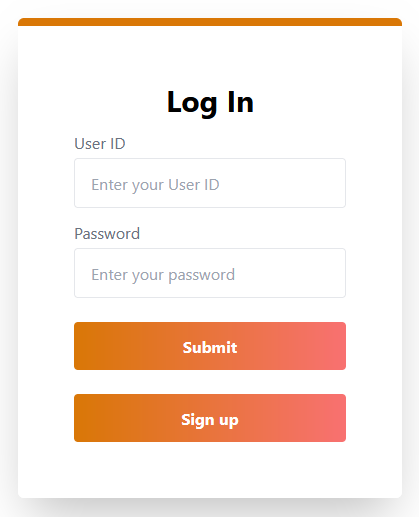 Log In
User ID
Enter your User ID
Password
Enter your password
Submit
Sign up